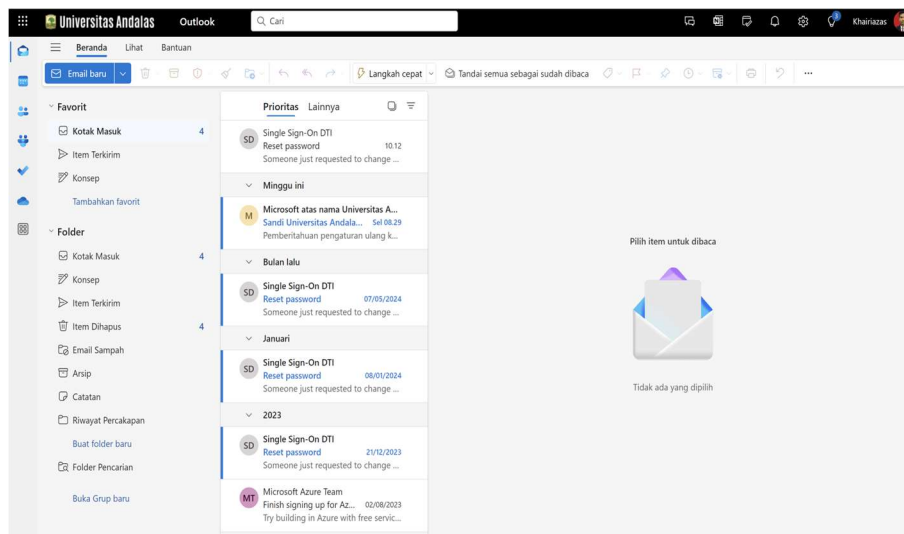 Universitas Andalas
Outlook
Cari
3
Khairiazas
Beranda Lihat Bantuan
Email baru
Langkah cepat
Tandai semua sebagai sudah dibaca
Favorit
Kotak Masuk 4
Item Terkirim
Konsep
Tambahkan favorit
Folder
Kotak Masuk 4
Konsep
Item Terkirim
Item Dihapus 4
Email Sampah
Arsip
Catatan
Riwayat Percakapan
Buat folder baru
Folder Pencarian
Buka Grup baru
Prioritas Lainnya
SD
Single Sign-On DTI
Reset password 10.12
Someone just requested to change ...
Minggu ini
M
Microsoft atas nama Universitas A...
Sandi Universitas Andala... Sel 08.29
Pemberitahuan pengaturan ulang k...
Bulan lalu
SD
Single Sign-On DTI
Reset password 07/05/2024
Someone just requested to change ...
Januari
SD
Single Sign-On DTI
Reset password 08/01/2024
Someone just requested to change ...
2023
SD
Single Sign-On DTI
Reset password 21/12/2023
Someone just requested to change ...
MT
Microsoft Azure Team
Finish signing up for Az... 02/08/2023
Try building in Azure with free servic...
Pilih item untuk dibaca
Tidak ada yang dipilih